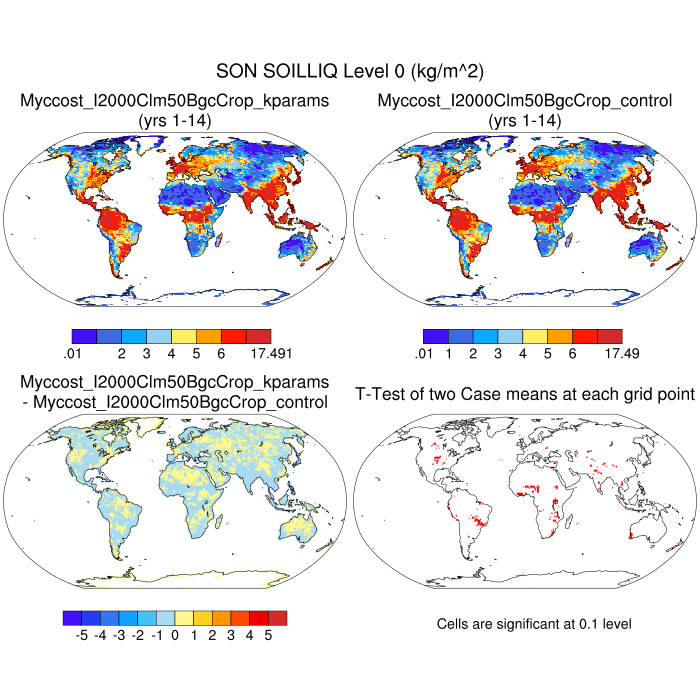 SON SOILLIQ Level 0 (kg/m^2)
Myccost_I2000Clm50BgcCrop_kparams
(yrs 1-14)
Myccost_I2000Clm50BgcCrop_control
(yrs 1-14)
.01 2 3 4 5 6 17.491
.01 1 2 3 4 5 6 17.49
Myccost_I2000Clm50BgcCrop_kparams
- Myccost_I2000Clm50BgcCrop_control
T-Test of two Case means at each grid point
-5 -4 -3 -2 -1 0 1 2 3 4 5
Cells are significant at 0.1 level